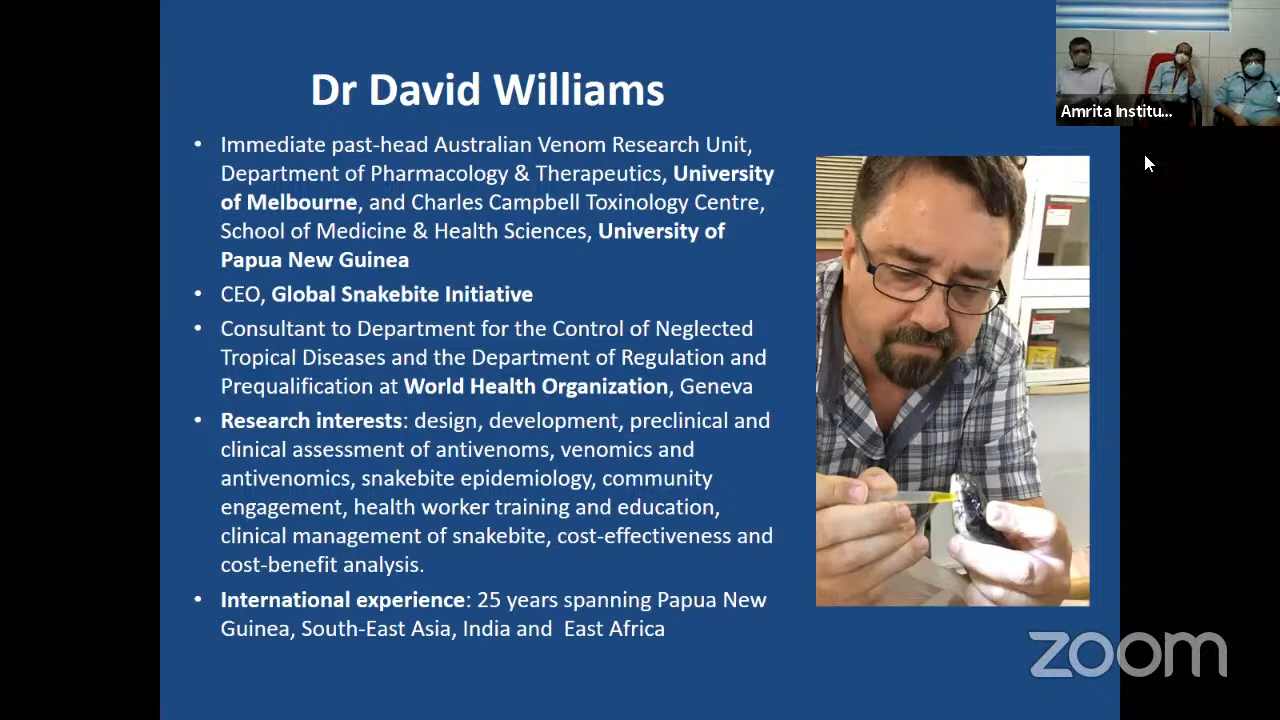 Dr David Williams
• Immediate past-head Australian Venom Research Unit,
Department of Pharmacology & Therapeutics, University
of Melbourne, and Charles Campbell Toxinology Centre,
School of Medicine & Health Sciences, University of
Papua New Guinea
• CEO, Global Snakebite Initiative
• Consultant to Department for the Control of Neglected
Tropical Diseases and the Department of Regulation and
Prequalification at World Health Organization, Geneva
• Research interests: design, development, preclinical and
clinical assessment of antivenoms, venomics and
antivenomics, snakebite epidemiology, community
engagement, health worker training and education,
clinical management of snakebite, cost-effectiveness and
cost-benefit analysis.
• International experience: 25 years spanning Papua New
Guinea, South-East Asia, India and  East Africa
Amrita Institu...
zoom